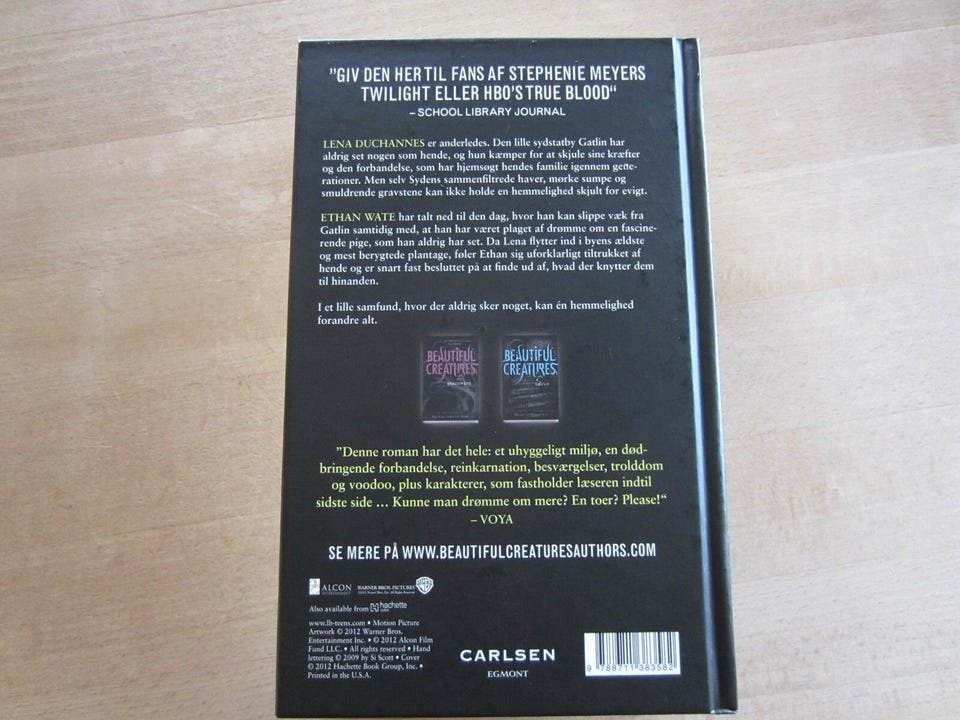 ”GIV DEN HER TIL FANS AF STEPHENIE MEYERS
TWILIGHT ELLER HBO'S TRUE BLOOD“
– SCHOOL LIBRARY JOURNAL
LENA DUCHANNES er anderledes. Den lille sydstatby Gatlin har
aldrig set nogen som hende, og hun kæmper for at skjule sine kræfter
og den forbandelse, som har hjemsøgt hendes familie igennem gene-
rationer. Men selv Sydens sammenfiltrede haver, mørke sumpe og
smuldrende gravstene kan ikke holde en hemmelighed skjult for evigt.
ETHAN WATE har talt ned til den dag, hvor han kan slippe væk fra
Gatlin samtidig med, at han har været plaget af drømme om en fascine-
rende pige, som han aldrig har set. Da Lena flytter ind i byens ældste
og mest berygtede plantage, føler Ethan sig uforklarligt tiltrukket af
hende og er snart fast besluttet på at finde ud af, hvad der knytter dem
til hinanden.
I et lille samfund, hvor der aldrig sker noget, kan én hemmelighed
forandre alt.
BEAUTIFUL
CREATURES
BEAUTIFUL
CREATURES
”Denne roman har det hele: et uhyggeligt miljø, en død-
bringende forbandelse, reinkarnation, besværgelser, trolddom
og voodoo, plus karakterer, som fastholder læseren indtil
sidste side ... Kunne man drømme om mere? En toer? Please!“
– VOYA
SE MERE PÅ WWW.BEAUTIFULCREATURESAUTHORS.COM
ALCON
ENTERTAINMENT
WARNER BROS. PICTURES
Also available from hachette
www.lb-teens.com • Motion Picture
Artwork © 2012 Warner Bros.
Entertainment Inc. • © 2012 Alcon Film
Fund LLC. • All rights reserved • Hand
lettering © 2009 by Si Scott • Cover
© 2012 Hachette Book Group, Inc. •
Printed in the U.S.A.
CARLSEN
EGMONT
9 788711 383582